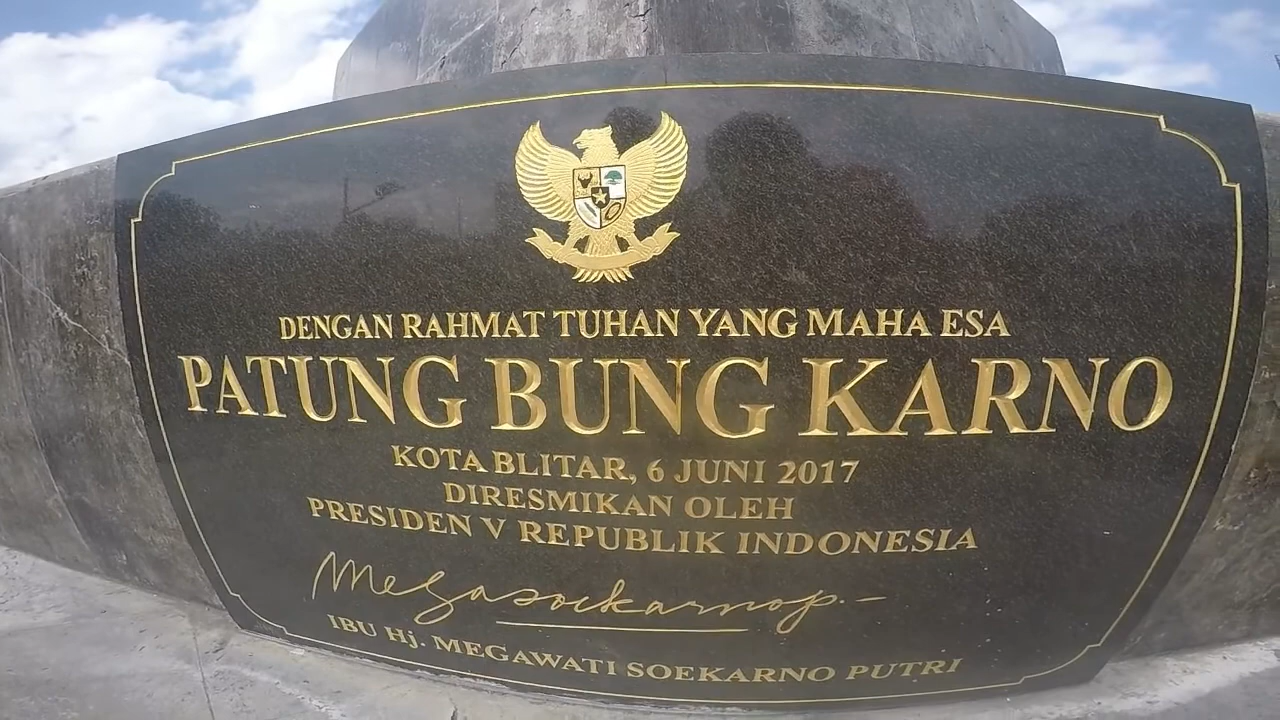 DENGAN RAHMAT TUHAN YANG MAHA ESA
PATUNG BUNG KARNO
KOTA BLITAR, 6 JUNI 2017
DIRESMIKAN OLEH
PRESIDEN V REPUBLIK INDONESIA
Megasoekarnop.-
IBU Hj. MEGAWATI SOEKARNO PUTRI